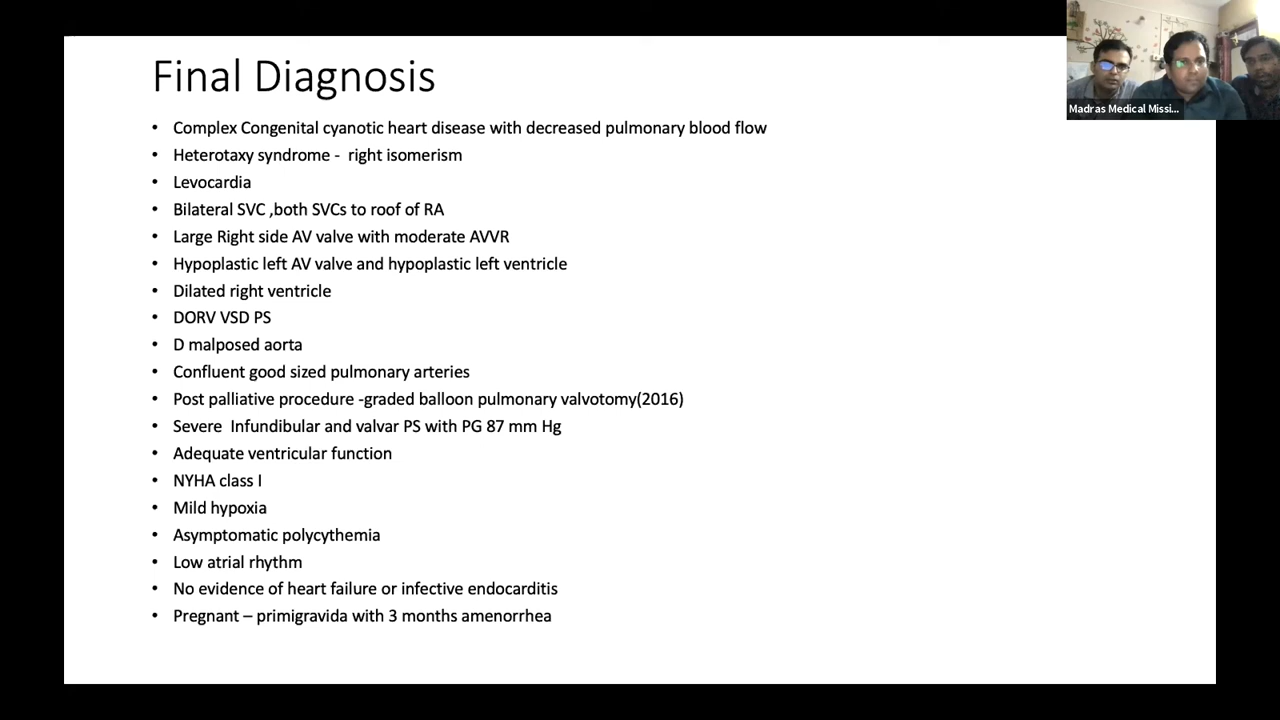 Final Diagnosis
• Complex Congenital cyanotic heart disease with decreased pulmonary blood flow
• Heterotaxy syndrome - right isomerism
• Levocardia
• Bilateral SVC ,both SVCs to roof of RA
• Large Right side AV valve with moderate AVVR
• Hypoplastic left AV valve and hypoplastic left ventricle
• Dilated right ventricle
• DORV VSD PS
• D malposed aorta
• Confluent good sized pulmonary arteries
• Post palliative procedure -graded balloon pulmonary valvotomy(2016)
• Severe Infundibular and valvar PS with PG 87 mm Hg
• Adequate ventricular function
• NYHA class I
• Mild hypoxia
• Asymptomatic polycythemia
• Low atrial rhythm
• No evidence of heart failure or infective endocarditis
• Pregnant – primigravida with 3 months amenorrhea
Madras Medical Missi...